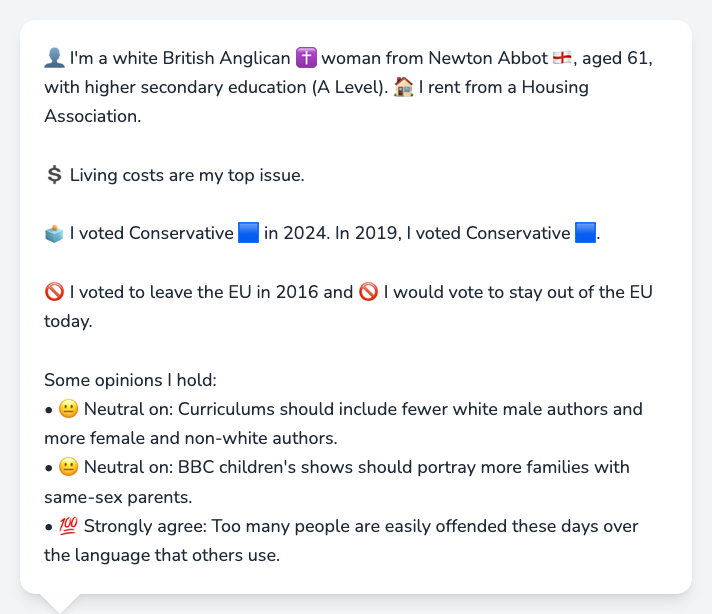 👤 I'm a white British Anglican ✝️ woman from Newton Abbot 🏴󠁧󠁢󠁥󠁮󠁧󠁿, aged 61,
with higher secondary education (A Level). 🏠 I rent from a Housing
Association.
💲 Living costs are my top issue.
🗳️ I voted Conservative 🟦 in 2024. In 2019, I voted Conservative 🟦.
🚫 I voted to leave the EU in 2016 and 🚫 I would vote to stay out of the EU
today.
Some opinions I hold:
• 😐 Neutral on: Curriculums should include fewer white male authors and
more female and non-white authors.
• 😐 Neutral on: BBC children's shows should portray more families with
same-sex parents.
• 💯 Strongly agree: Too many people are easily offended these days over
the language that others use.